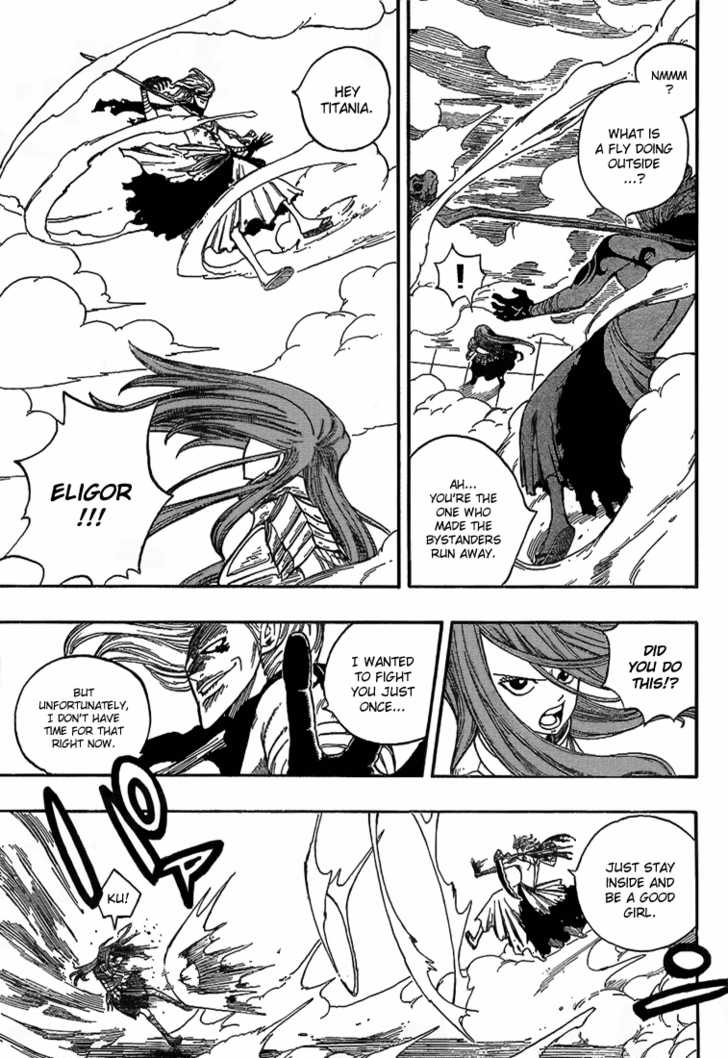 NMMM
?
WHAT IS
A FLY DOING
OUTSIDE
...?
!
AH...
YOU'RE THE
ONE WHO
MADE THE
BYSTANDERS
RUN AWAY.
HEY
TITANIA.
ELIGOR
!!!
DID
YOU DO
THIS!?
I WANTED
TO FIGHT
YOU JUST
ONCE...
BUT
UNFORTUNATELY,
I DON'T HAVE
TIME FOR THAT
RIGHT NOW.
JUST STAY
INSIDE AND
BE A GOOD
GIRL.
KU!